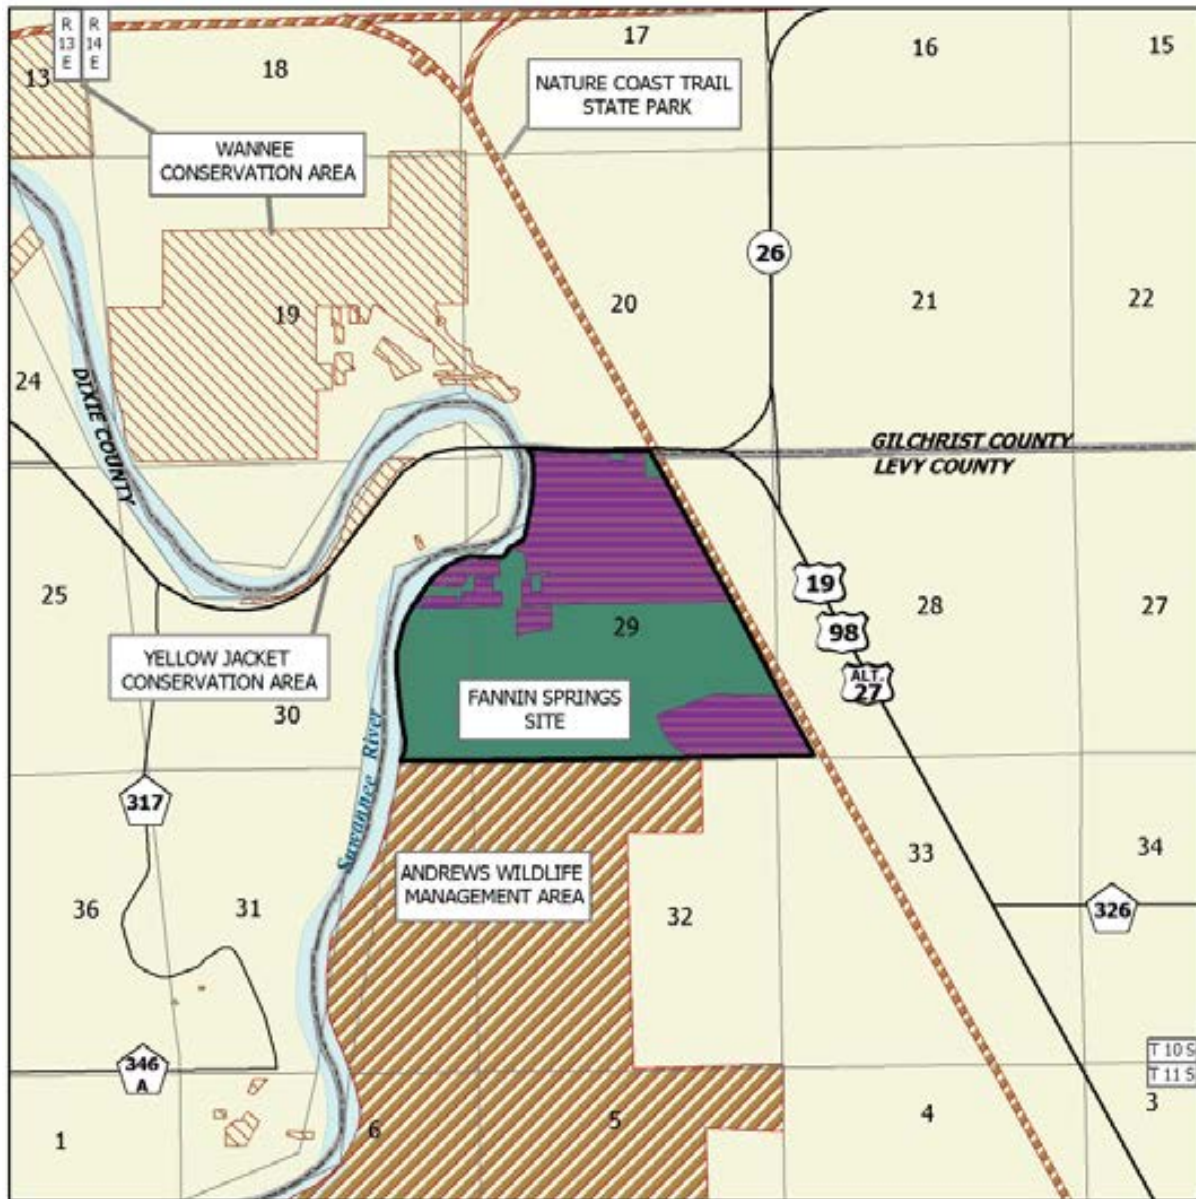 R
13
E
R
14
E
13
18
17
16
15
NATURE COAST TRAIL
STATE PARK
WANNEE
CONSERVATION AREA
26
19
20
21
22
24
DIXIE COUNTY
GILCHRIST COUNTY
LEVY COUNTY
25
19
98
ALT.
27
29
28
27
YELLOW JACKET
CONSERVATION AREA
30
FANNIN SPRINGS
SITE
Suwannee River
317
ANDREWS WILDLIFE
MANAGEMENT AREA
36
31
32
33
34
326
346
A
T 10 S
T 11 S
1
6
5
4
3